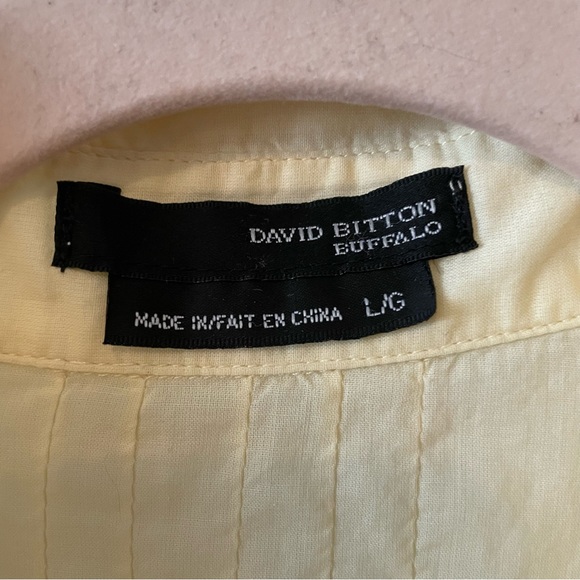 DAVID BITTON
BUFFALO
MADE IN/FAIT EN CHINA L/G